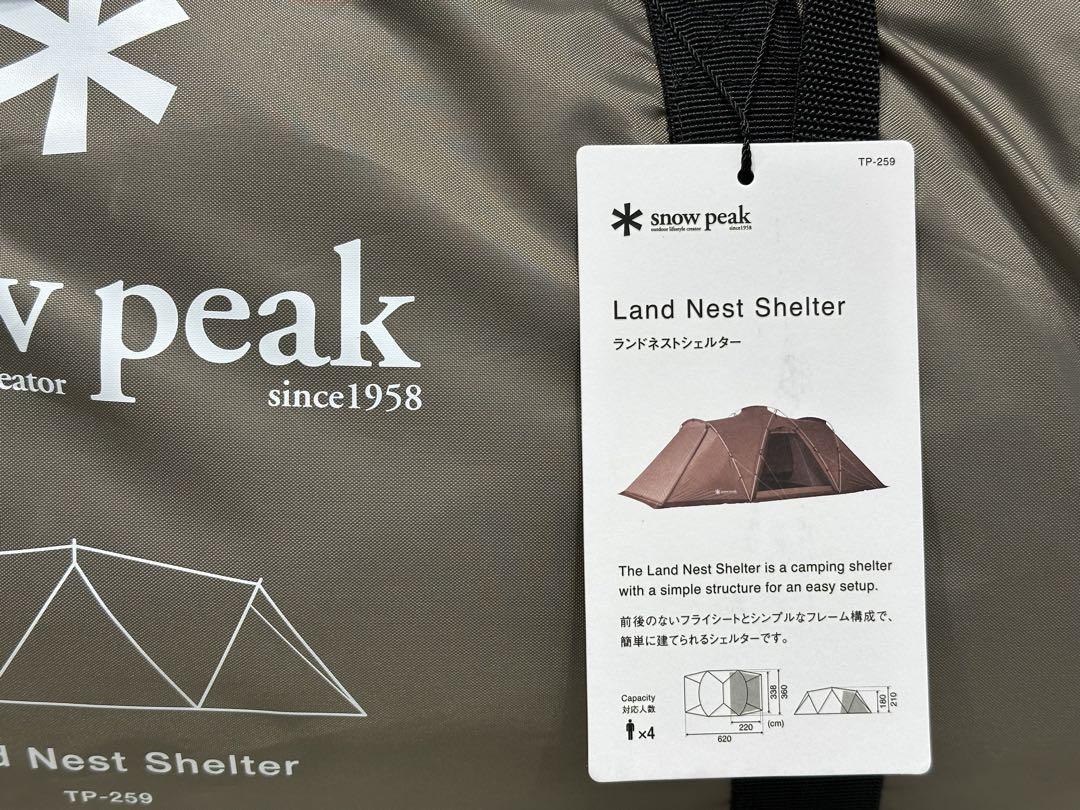 w peak
eator since1958
d Nest Shelter
TP-259
TP-259
snow peak
outdoor lifestyle creator since1958
Land Nest Shelter
ランドネストシェルター
The Land Nest Shelter is a camping shelter
with a simple structure for an easy setup.
前後のないフライシートとシンプルなフレーム構成で、
簡単に建てられるシェルターです。
Capacity
対応人数
×4
338
360
220
620
(cm)
180
210